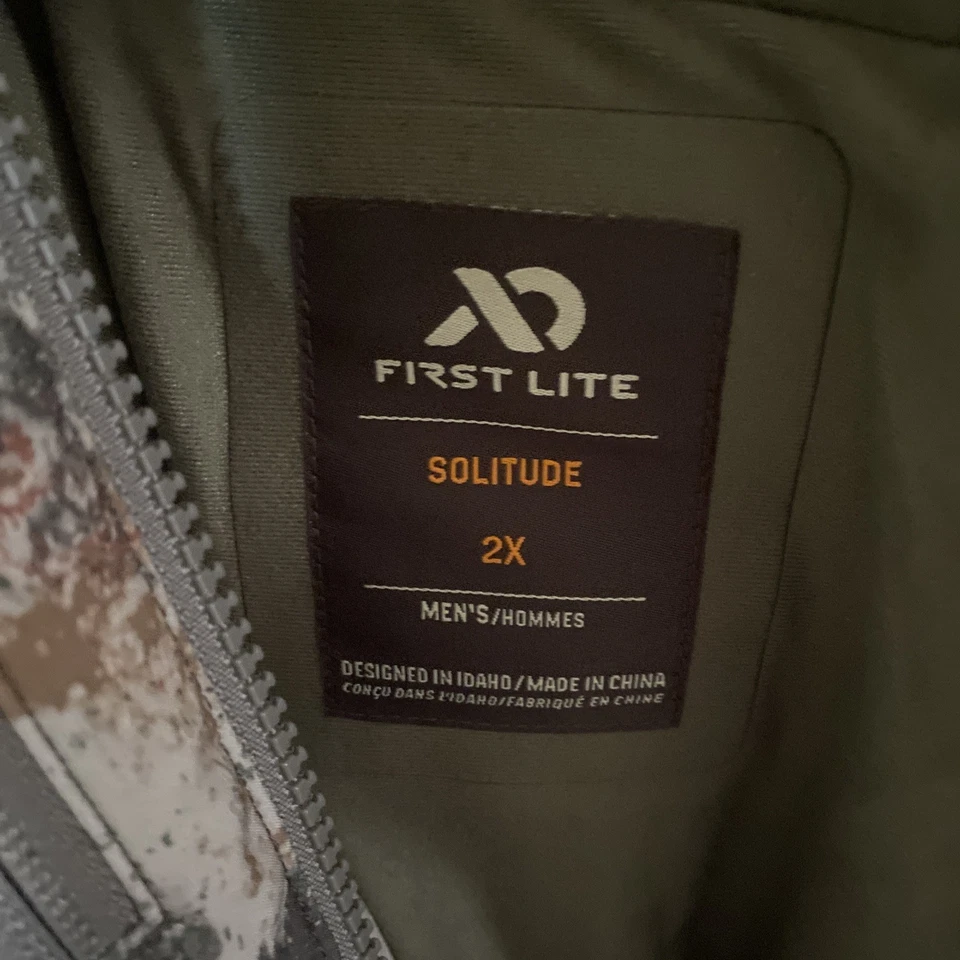 FIRST LITE
SOLITUDE
2X
MEN'S/HOMMES
DESIGNED IN IDAHO/MADE IN CHINA
CONÇU DANS L'IDAHO/FABRIQUÉ EN CHINE